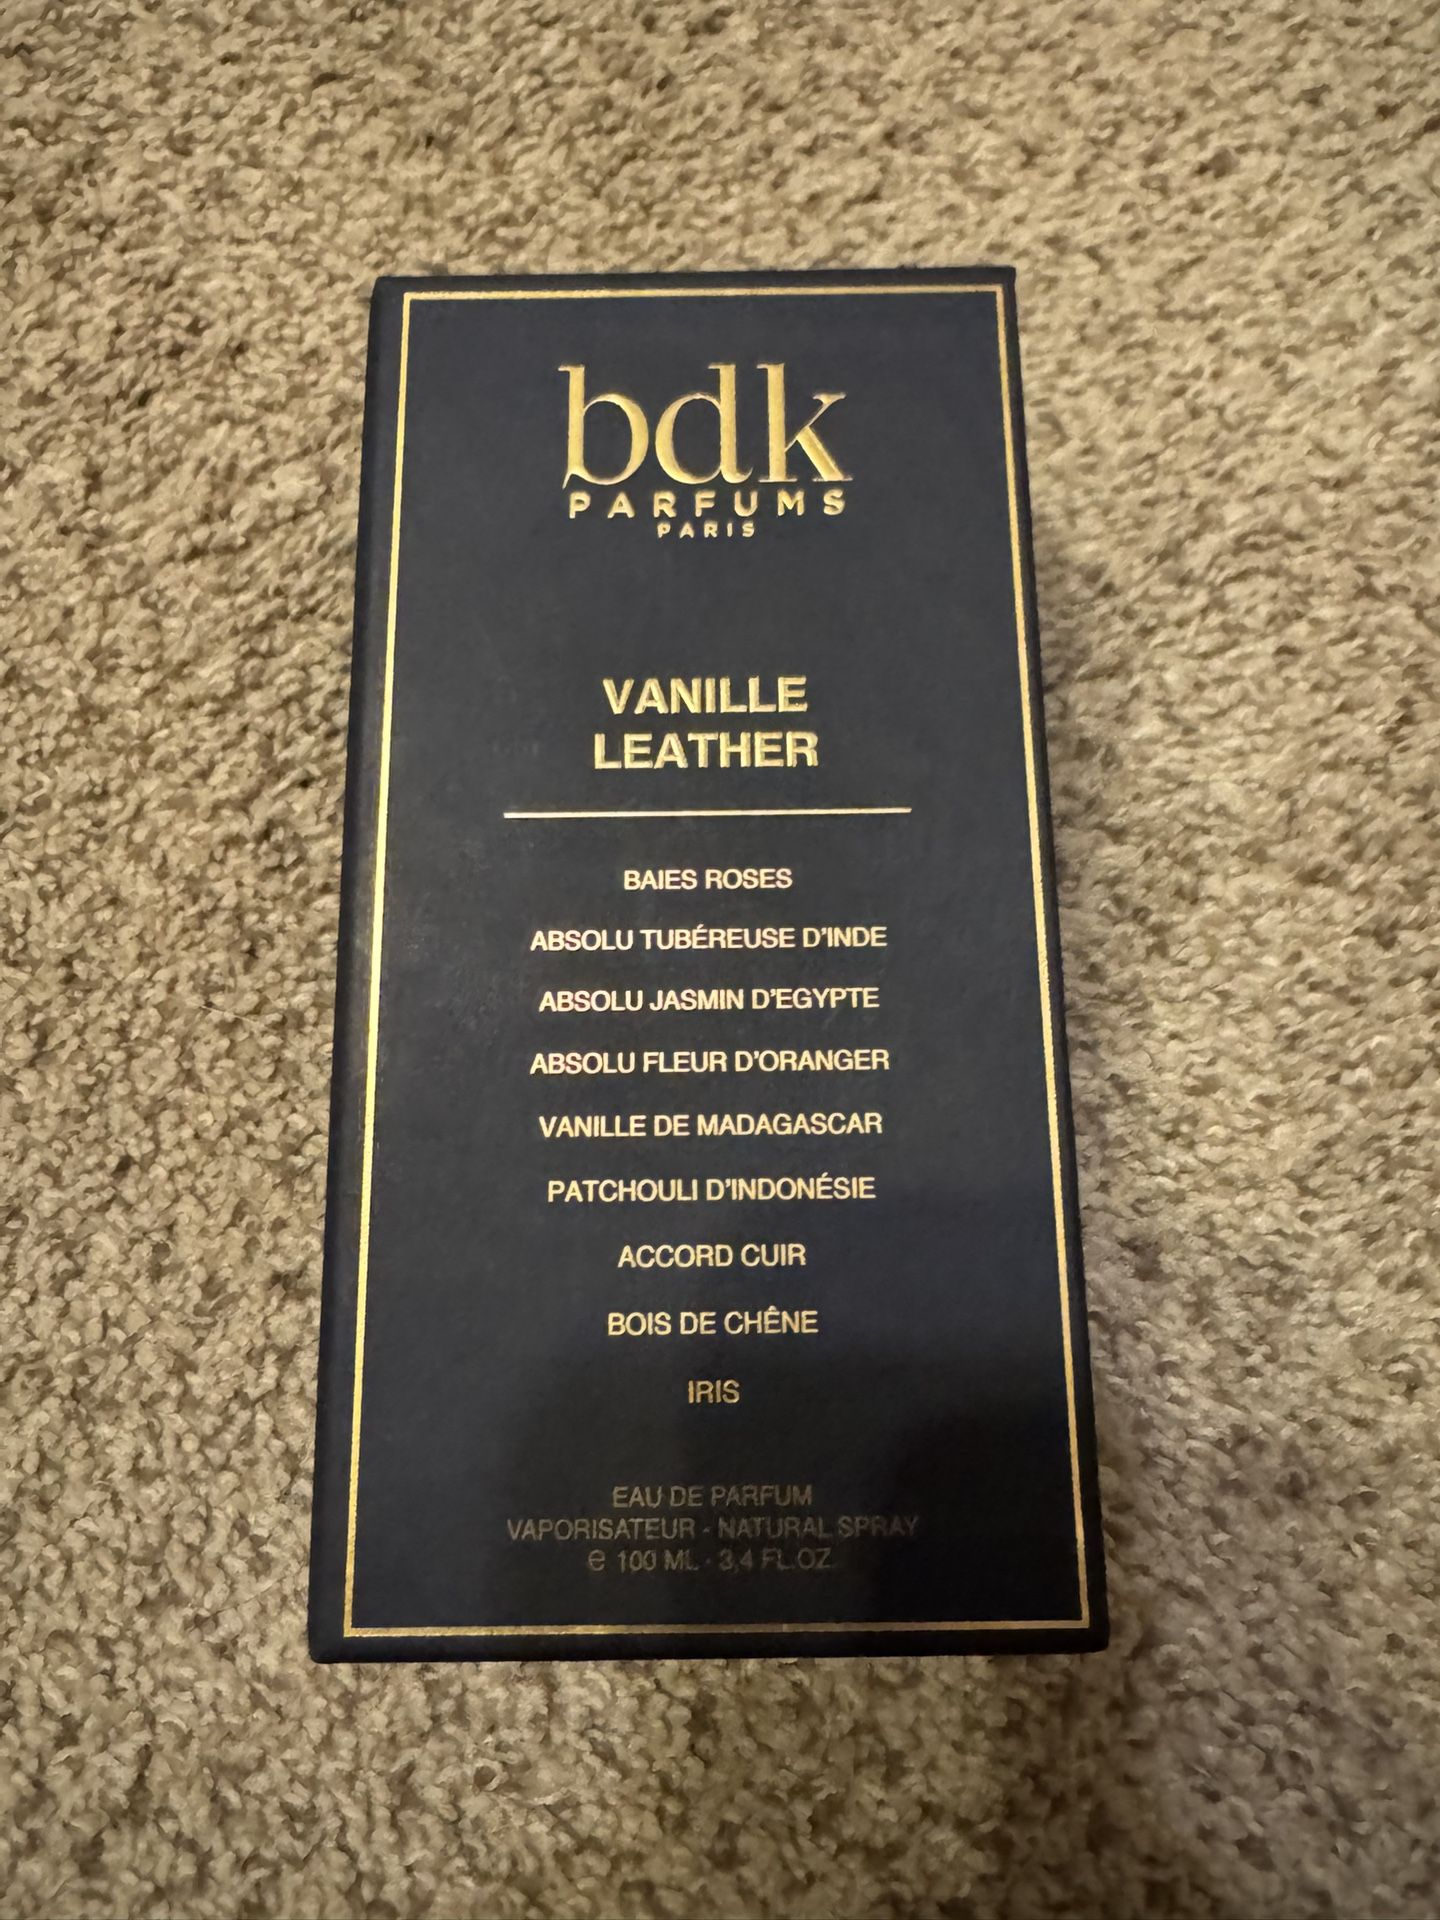 bdk
PARFUMS
PARIS
VANILLE
LEATHER
BAIES ROSES
ABSOLU TUBÉREUSE D'INDE
ABSOLU JASMIN D'EGYPTE
ABSOLU FLEUR D'ORANGER
VANILLE DE MADAGASCAR
PATCHOULI D'INDONÉSIE
ACCORD CUIR
BOIS DE CHÊNE
IRIS
EAU DE PARFUM
VAPORISATEUR - NATURAL SPRAY
℮ 100 ML - 3,4 FL.OZ